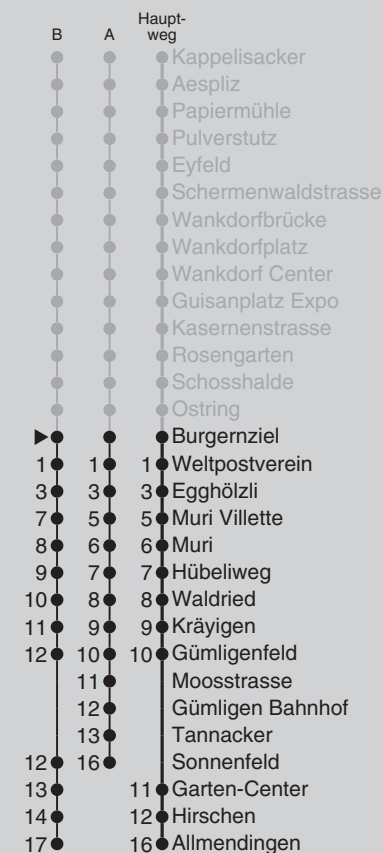 Haupt-
B A weg
Kappelisacker
Aespliz
Papiermühle
Pulverstutz
Eyfeld
Schermenwaldstrasse
Wankdorfbrücke
Wankdorfplatz
Wankdorf Center
Guisanplatz Expo
Kasernenstrasse
Rosengarten
Schosshalde
Ostring
Burgernziel
1 1 1 Weltpostverein
3 3 3 Egghölzli
7 5 5 Muri Villette
8 6 6 Muri
9 7 7 Hübeliweg
10 8 8 Waldried
11 9 9 Kräyigen
12 10 10 Gümligenfeld
11 Moosstrasse
12 Gümligen Bahnhof
13 Tannacker
12 16 Sonnenfeld
13 11 Garten-Center
14 12 Hirschen
17 16 Allmendingen